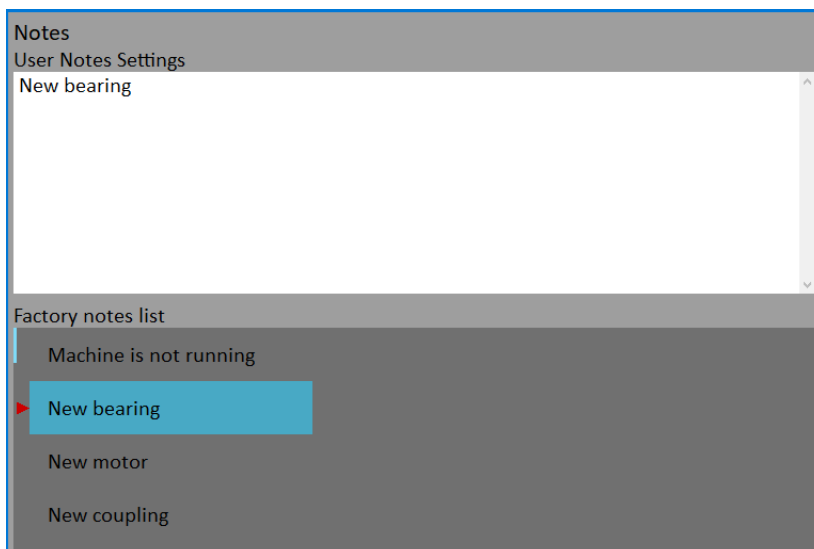 Notes
User Notes Settings
New bearing
Factory notes list
Machine is not running
New bearing
New motor
New coupling